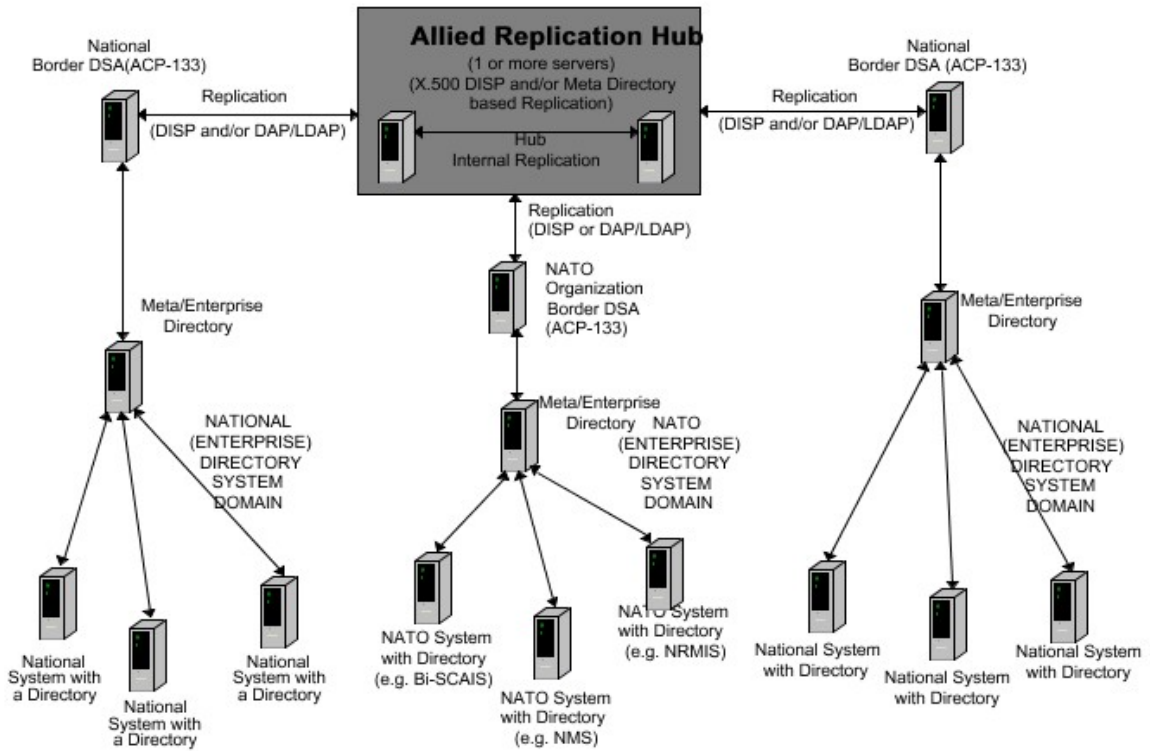 Allied Replication Hub
(1 or more servers)
(X.500 DISP and/or Meta Directory
based Replication)
Hub
Internal Replication
National
Border DSA(ACP-133)
Replication
(DISP and/or DAP/LDAP)
National
Border DSA (ACP-133)
Replication
(DISP and/or DAP/LDAP)
Replication
(DISP or DAP/LDAP)
NATO
Organization
Border DSA
(ACP-133)
Meta/Enterprise
Directory
NATIONAL
(ENTERPRISE)
DIRECTORY
SYSTEM
DOMAIN
National
System with
a Directory
National
System with
a Directory
National
System with
a Directory
Meta/Enterprise
Directory
NATO
(ENTERPRISE)
DIRECTORY
SYSTEM
DOMAIN
NATO System
with Directory
(e.g. Bi-SCAIS)
NATO System
with Directory
(e.g. NMS)
NATO System
with Directory
(e.g. NRMIS)
Meta/Enterprise
Directory
NATIONAL
(ENTERPRISE)
DIRECTORY
SYSTEM
DOMAIN
National System
with Directory
National System
with Directory
National System
with Directory